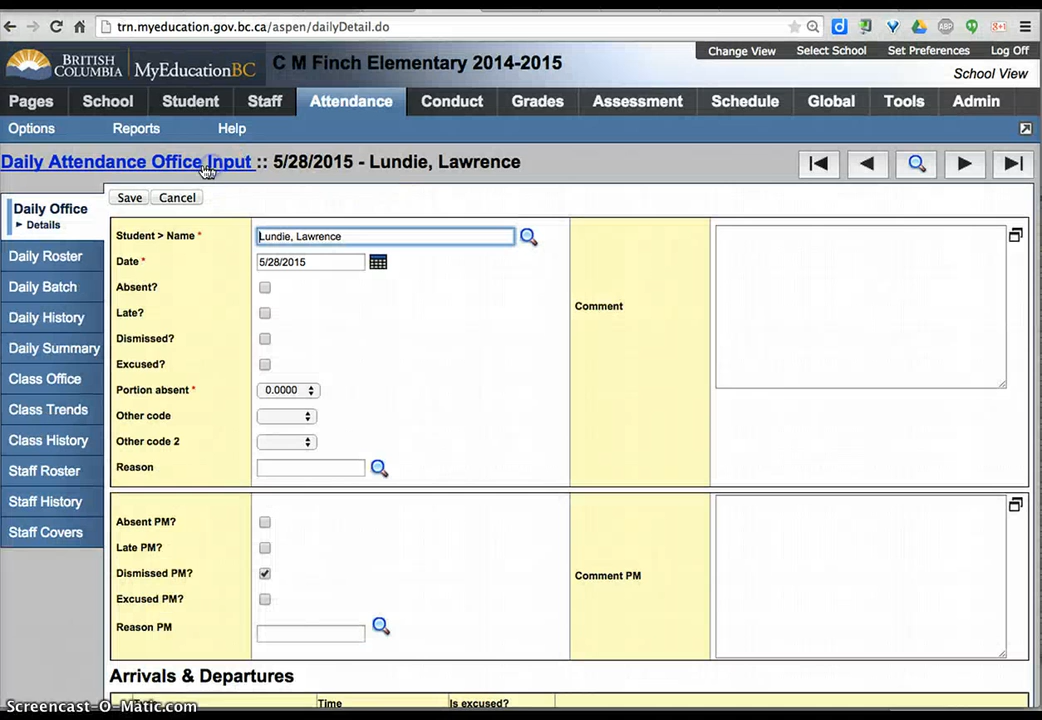 trn.myeducation.gov.bc.ca/aspen/dailyDetail.do
BRITISH COLUMBIA MyEducationBC C M Finch Elementary 2014-2015
Change View Select School Set Preferences Log Off
School View
Pages School Student Staff Attendance Conduct Grades Assessment Schedule Global Tools Admin
Options Reports Help
Daily Attendance Office Input :: 5/28/2015 - Lundie, Lawrence
Save Cancel
Daily Office
Details
Daily Roster
Daily Batch
Daily History
Daily Summary
Class Office
Class Trends
Class History
Staff Roster
Staff History
Staff Covers
Student > Name * Lundie, Lawrence
Date * 5/28/2015
Absent?
Late?
Dismissed?
Excused?
Portion absent * 0.0000
Other code
Other code 2
Reason
Comment
Absent PM?
Late PM?
Dismissed PM?
Excused PM?
Reason PM
Comment PM
Arrivals & Departures
Time Is excused?
Screencast-O-Matic.com